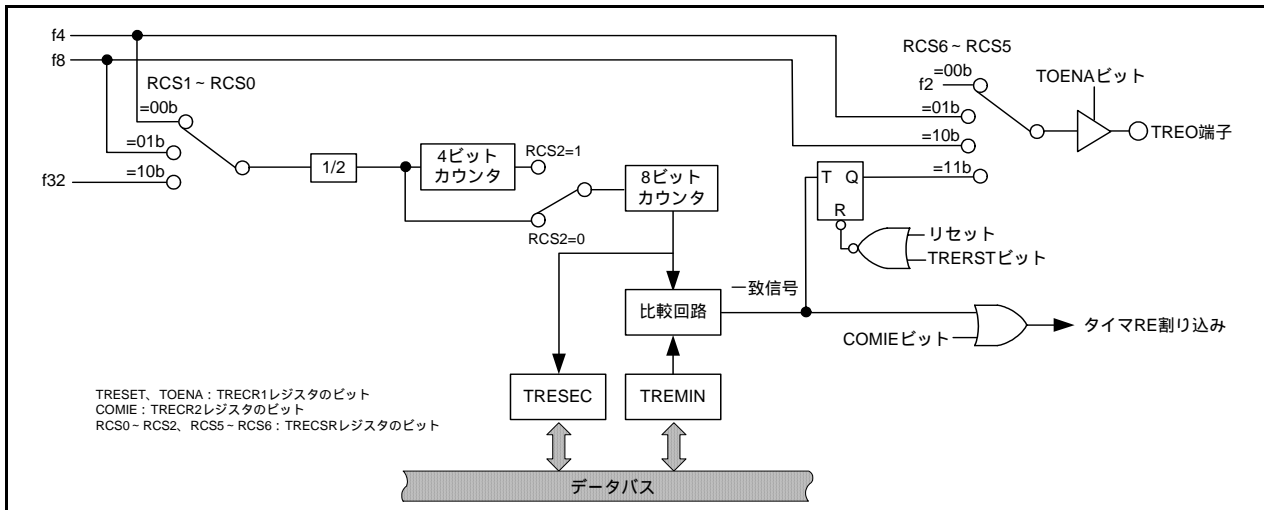 f4
f8
RCS1 ~ RCS0
=00b
=01b
=10b
f32
1/2
4ビット
カウンタ
RCS2=1
RCS2=0
8ビット
カウンタ
RCS6 ~ RCS5
=00b
f2
=01b
=10b
=11b
TOENAビット
TREO端子
T Q
R
リセット
TRERSTビット
一致信号
比較回路
COMIEビット
タイマRE割り込み
TRESEC
TREMIN
TRESET、TOENA : TRECR1レジスタのビット
COMIE : TRECR2レジスタのビット
RCS0 ~ RCS2、RCS5 ~ RCS6 : TRECSRレジスタのビット
データバス